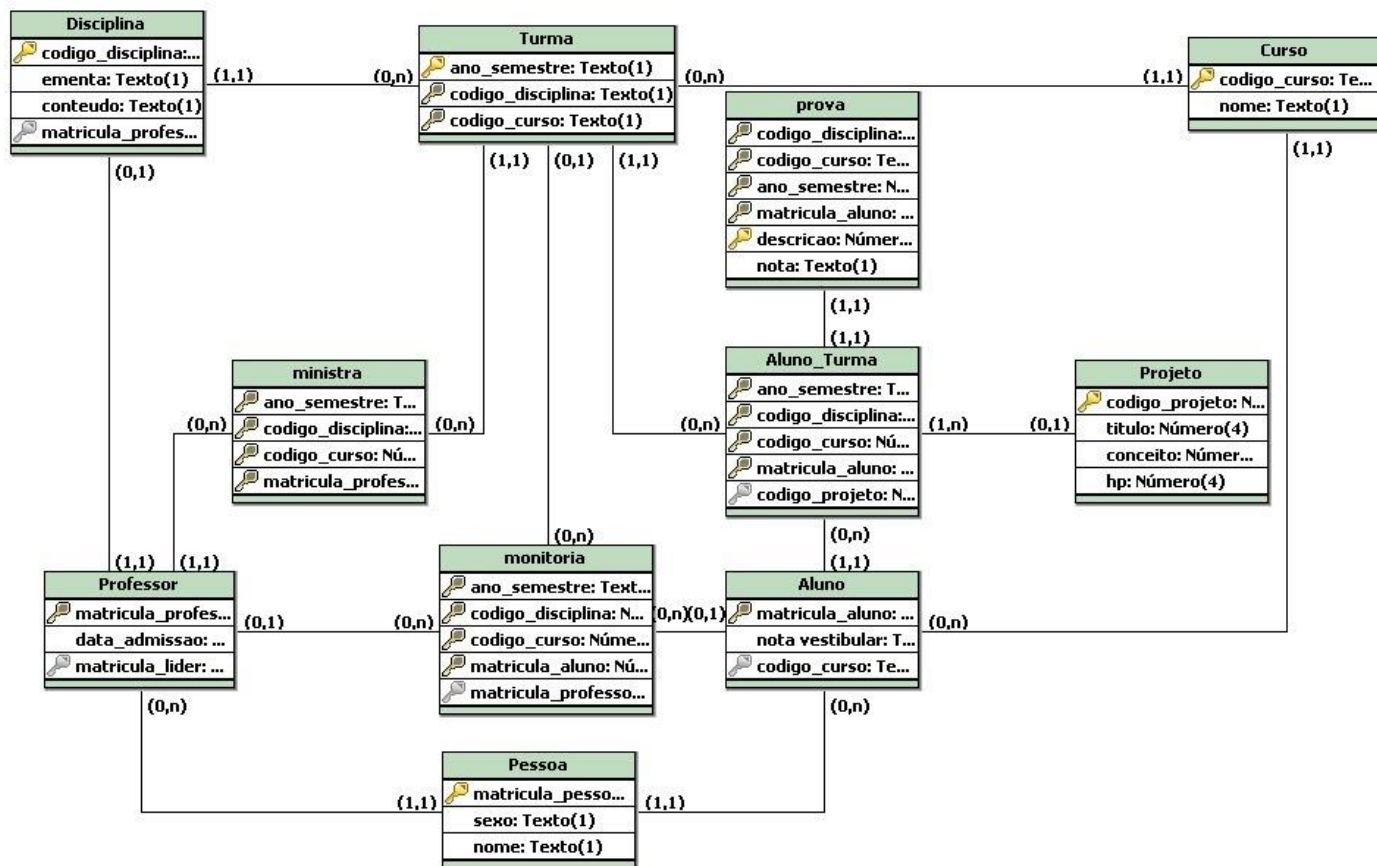 Disciplina
codigo_disciplina:...
ementa: Texto(1)
conteudo: Texto(1)
matricula_profes...
(1,1)
(0,1)
Turma
ano_semestre: Texto(1)
codigo_disciplina: Texto(1)
codigo_curso: Texto(1)
(0,n)
(0,n)
(1,1)
(0,1)
(1,1)
Curso
codigo_curso: Te...
nome: Texto(1)
(1,1)
(1,1)
prova
codigo_disciplina:...
codigo_curso: Te...
ano_semestre: N...
matricula_aluno: ...
descricao: Númer...
nota: Texto(1)
(1,1)
(1,1)
ministra
ano_semestre: T...
codigo_disciplina:...
codigo_curso: Nú...
matricula_profes...
(0,n)
(0,n)
Aluno_Turma
ano_semestre: T...
codigo_disciplina:...
codigo_curso: Nú...
matricula_aluno: ...
codigo_projeto: N...
(0,n)
(1,n)
(0,1)
(0,n)
Projeto
codigo_projeto: N...
titulo: Número(4)
conceito: Númer...
hp: Número(4)
(1,1)
(1,1)
Professor
matricula_profes...
data_admissao: ...
matricula_lider: ...
(0,1)
(0,n)
(0,n)
monitoria
ano_semestre: Text...
codigo_disciplina: N...
codigo_curso: Núme...
matricula_aluno: Nú...
matricula_professo...
(0,n)
(0,n)(0,1)
(1,1)
Aluno
matricula_aluno: ...
nota vestibular: T...
codigo_curso: Te...
(0,n)
(0,n)
Pessoa
matricula_pesso...
sexo: Texto(1)
nome: Texto(1)
(1,1)
(1,1)